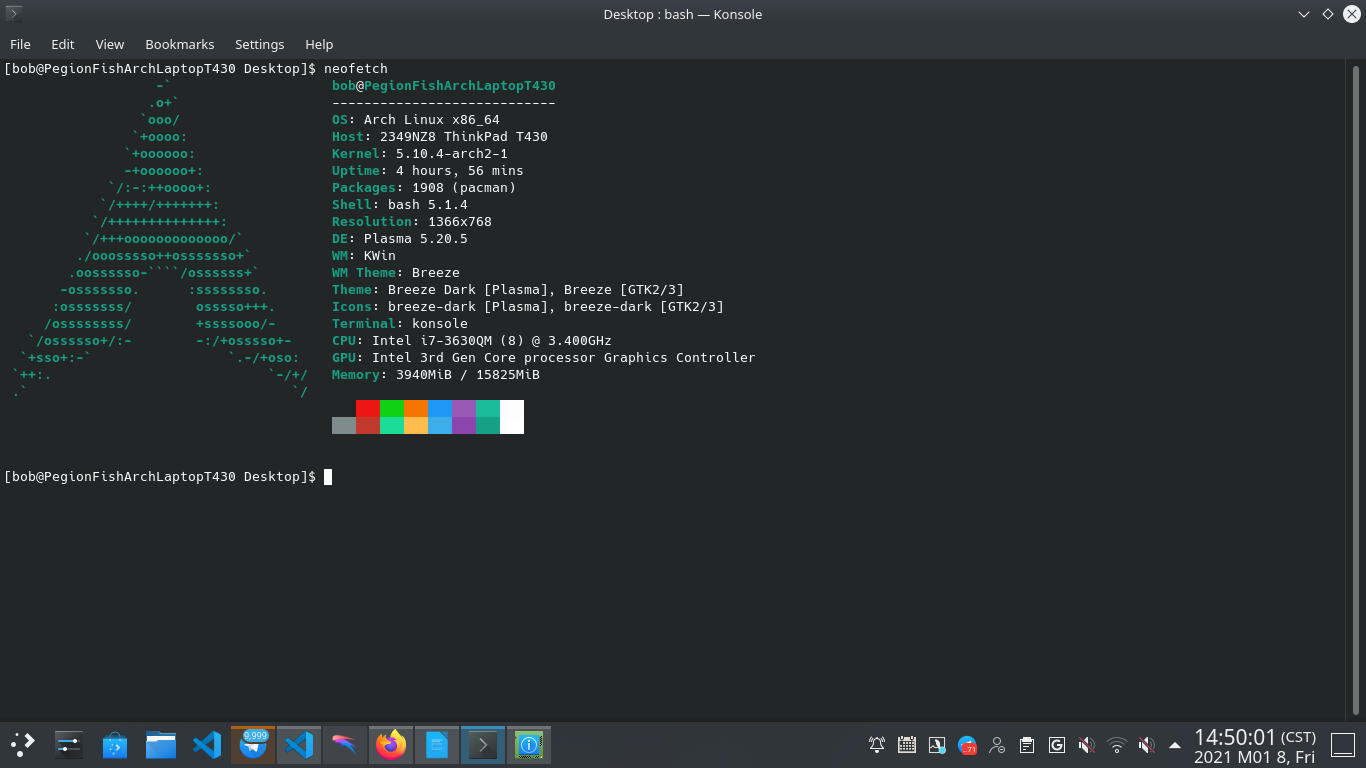 Desktop : bash — Konsole
File Edit View Bookmarks Settings Help
[bob@PegionFishArchLaptopT430 Desktop]$ neofetch
-` bob@PegionFishArchLaptopT430
.o+` ----------------------------
`ooo/ OS: Arch Linux x86_64
`+oooo: Host: 2349NZ8 ThinkPad T430
`+oooooo: Kernel: 5.10.4-arch2-1
-+oooooo+: Uptime: 4 hours, 56 mins
`/:-:++oooo+: Packages: 1908 (pacman)
`/++++/+++++++: Shell: bash 5.1.4
`/++++++++++++++: Resolution: 1366x768
`/+++ooooooooooooo/` DE: Plasma 5.20.5
./ooosssso++osssssso+` WM: KWin
.oossssso-````/ossssss+` WM Theme: Breeze
-osssssso. :ssssssso. Theme: Breeze Dark [Plasma], Breeze [GTK2/3]
:osssssss/ osssso+++. Icons: breeze-dark [Plasma], breeze-dark [GTK2/3]
/ossssssss/ +ssssooo/- Terminal: konsole
`/ossssso+/:- -:/+osssso+- CPU: Intel i7-3630QM (8) @ 3.400GHz
`+sso+:-` `.-/+oso: GPU: Intel 3rd Gen Core processor Graphics Controller
`++:. `-/+/ Memory: 3940MiB / 15825MiB
.` `/
[bob@PegionFishArchLaptopT430 Desktop]$
9,999
..71
14:50:01 (CST)
2021 M01 8, Fri